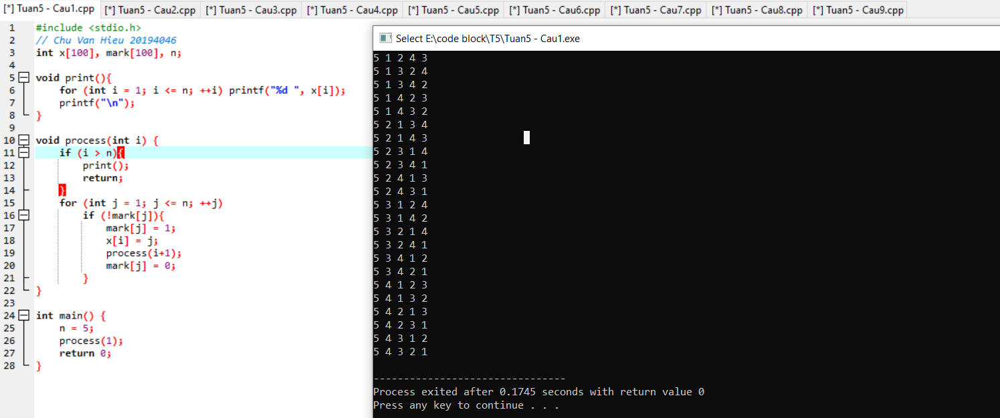 [*] Tuan5 - Cau1.cpp [*] Tuan5 - Cau2.cpp [*] Tuan5 - Cau3.cpp [*] Tuan5 - Cau4.cpp [*] Tuan5 - Cau5.cpp [*] Tuan5 - Cau6.cpp [*] Tuan5 - Cau7.cpp [*] Tuan5 - Cau8.cpp [*] Tuan5 - Cau9.cpp
1 #include <stdio.h>
2 // Chu Van Hieu 20194046
3 int x[100], mark[100], n;
4
5 void print(){
6 for (int i = 1; i <= n; ++i) printf("%d ", x[i]);
7 printf("\n");
8 }
9
10 void process(int i) {
11 if (i > n){
12 print();
13 return;
14 }
15 for (int j = 1; j <= n; ++j)
16 if (!mark[j]){
17 mark[j] = 1;
18 x[i] = j;
19 process(i+1);
20 mark[j] = 0;
21 }
22 }
23
24 int main() {
25 n = 5;
26 process(1);
27 return 0;
28 }
Select E:\code block\T5\Tuan5 - Cau1.exe
5 1 2 4 3
5 1 3 2 4
5 1 3 4 2
5 1 4 2 3
5 1 4 3 2
5 2 1 3 4
5 2 1 4 3
5 2 3 1 4
5 2 3 4 1
5 2 4 1 3
5 2 4 3 1
5 3 1 2 4
5 3 1 4 2
5 3 2 1 4
5 3 2 4 1
5 3 4 1 2
5 3 4 2 1
5 4 1 2 3
5 4 1 3 2
5 4 2 1 3
5 4 2 3 1
5 4 3 1 2
5 4 3 2 1
--------------------------------
Process exited after 0.1745 seconds with return value 0
Press any key to continue . . .